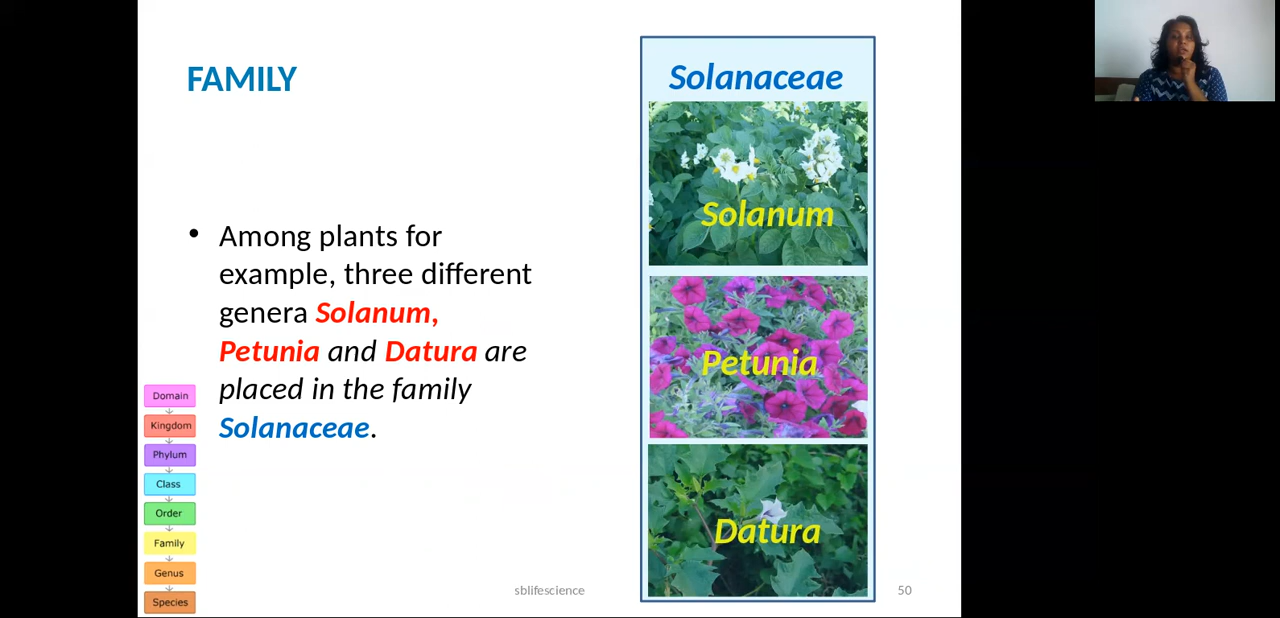 FAMILY
Among plants for
example, three different
genera Solanum,
Petunia and Datura are
placed in the family
Solanaceae.
Solanaceae
Solanum
Petunia
Datura
Domain
Kingdom
Phylum
Class
Order
Family
Genus
Species
sblifescience
50